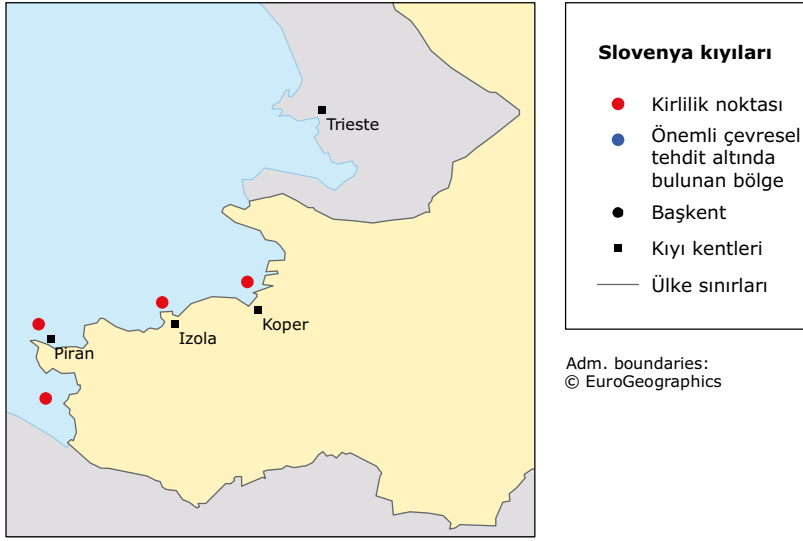 Trieste
Koper
Izola
Piran
Slovenya kıyıları
Kirlilik noktası
Önemli çevresel
tehdit altında
bulunan bölge
Başkent
Kıyı kentleri
Ülke sınırları
Adm. boundaries:
© EuroGeographics